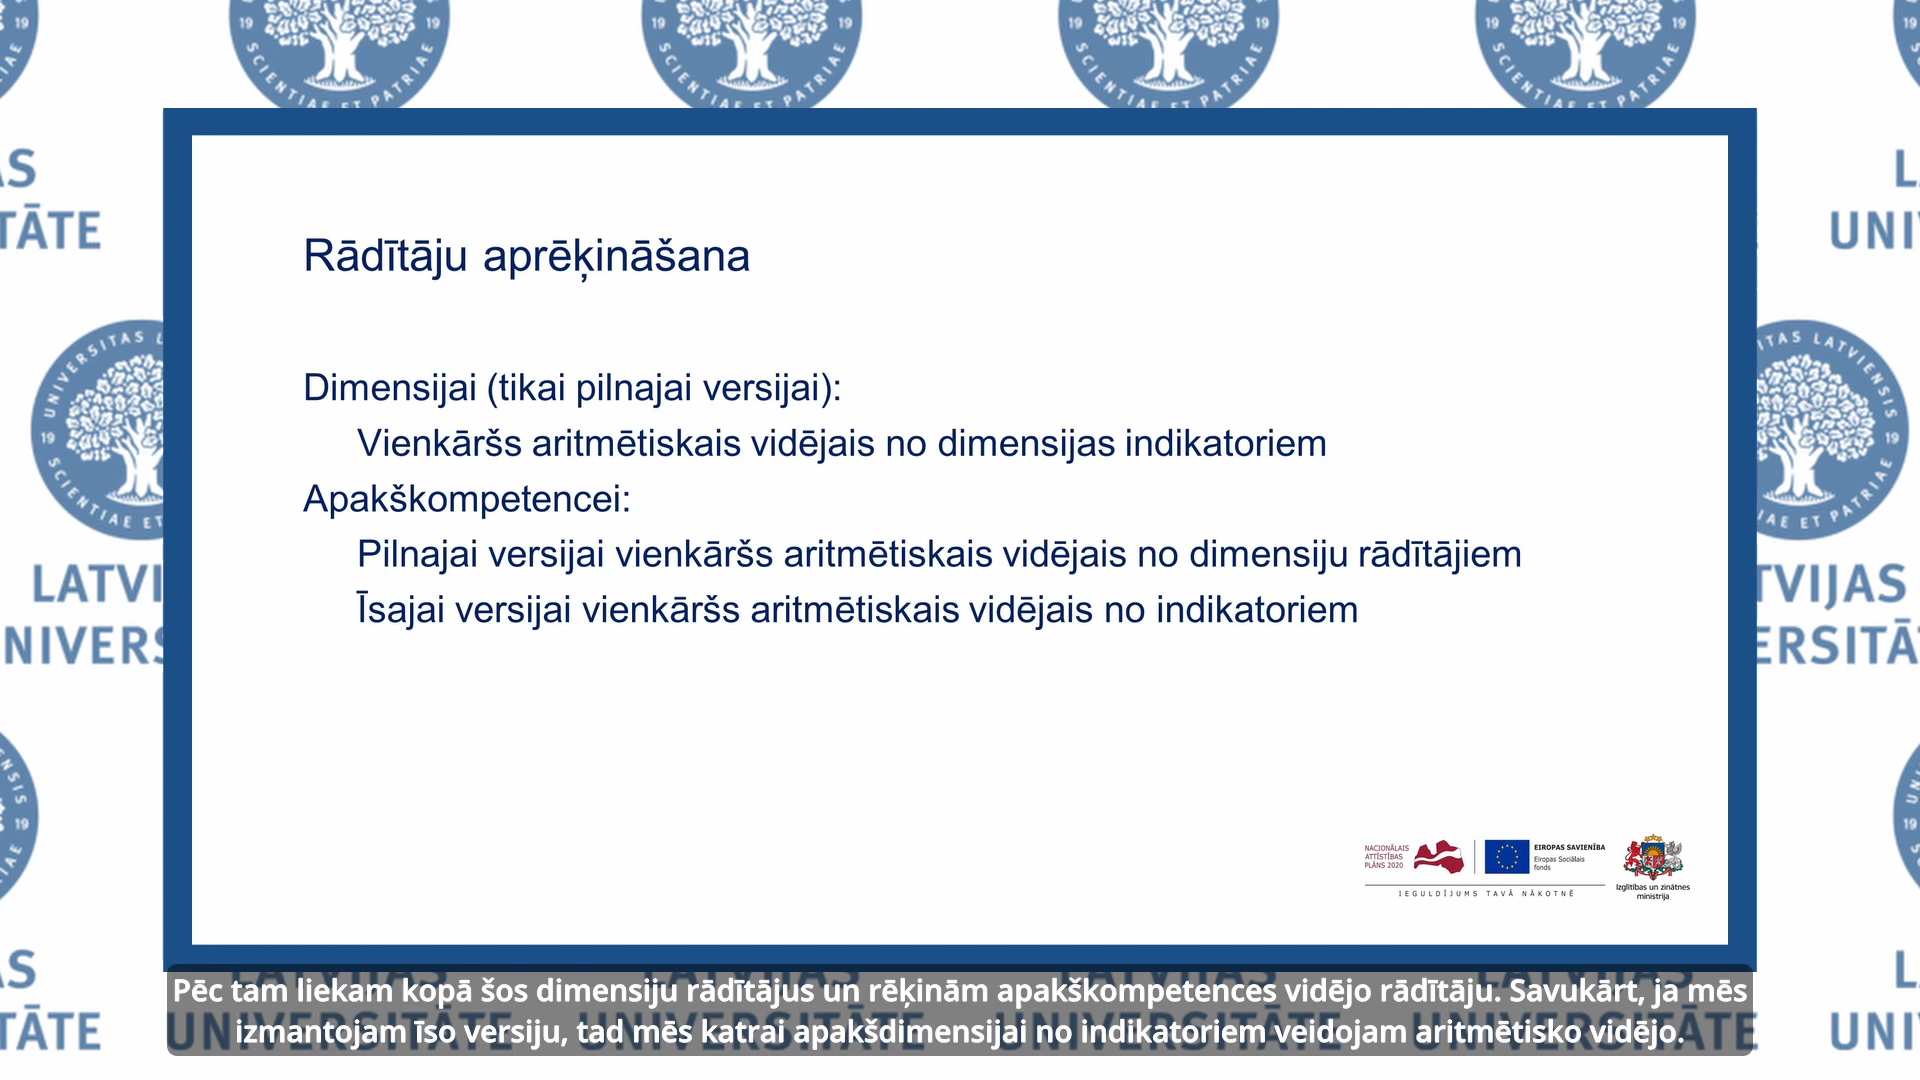 Rādītāju aprēķināšana
Dimensijai (tikai pilnajai versijai):
Vienkāršs aritmētiskais vidējais no dimensijas indikatoriem
Apakškompetencei:
Pilnajai versijai vienkāršs aritmētiskais vidējais no dimensiju rādītājiem
Īsajai versijai vienkāršs aritmētiskais vidējais no indikatoriem
NACIONĀLAIS
ATTĪSTĪBAS
PLĀNS 2020
EIROPAS SAVIENĪBA
Eiropas Sociālais
fonds
IEGULDĪJUMS TAVĀ NĀKOTNĒ
Izglītības un zinātnes
ministrija
Pēc tam liekam kopā šos dimensiju rādītājus un rēķinām apakškompetences vidējo rādītāju. Savukārt, ja mēs
izmantojam īso versiju, tad mēs katrai apakšdimensijai no indikatoriem veidojam aritmētisko vidējo.